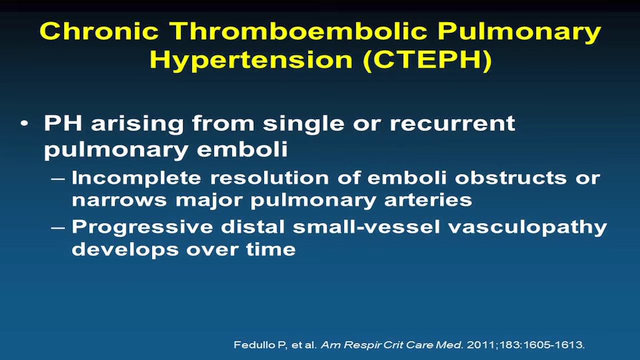 Chronic Thromboembolic Pulmonary
Hypertension (CTEPH)
• PH arising from single or recurrent
pulmonary emboli
– Incomplete resolution of emboli obstructs or
narrows major pulmonary arteries
– Progressive distal small-vessel vasculopathy
develops over time
Fedullo P, et al. Am Respir Crit Care Med. 2011;183:1605-1613.